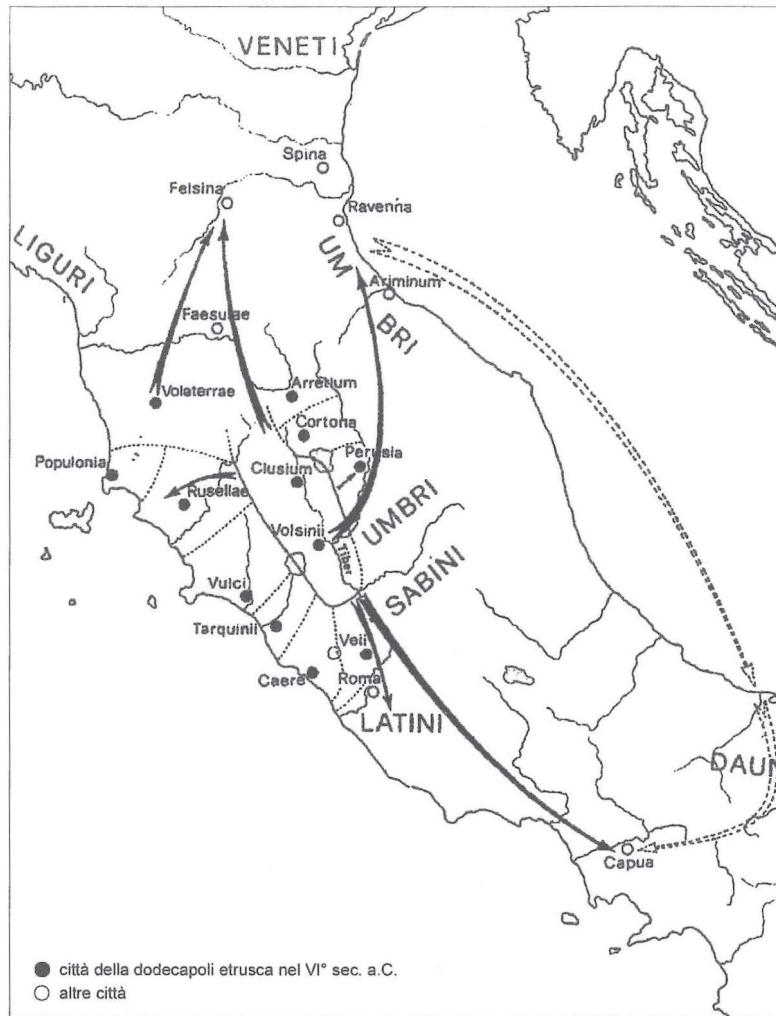 VENETI
Spina
Felsina
Ravenna
LIGURI
UM
BRI
Ariminum
Faesulae
Volaterrae
Arretium
Cortona
Populonia
Clusium
Perusia
Rusellae
Volsinii
UMBRI
Tiber
SABINI
Vulci
Tarquinii
Veii
Caere
Roma
LATINI
DAUN
Capua
città della dodecapoli etrusca nel VI° sec. a.C.
altre città